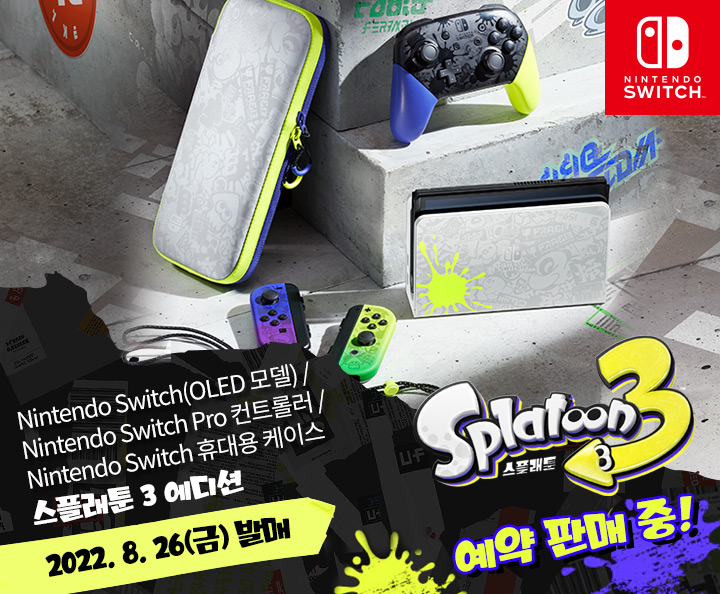 NINTENDO
SWITCH
Nintendo Switch(OLED 모델) /
Nintendo Switch Pro 컨트롤러 /
Nintendo Switch 휴대용 케이스
스플래툰 3 에디션
2022. 8. 26(금) 발매
Splatoon 3
스플래툰
예약 판매 중!